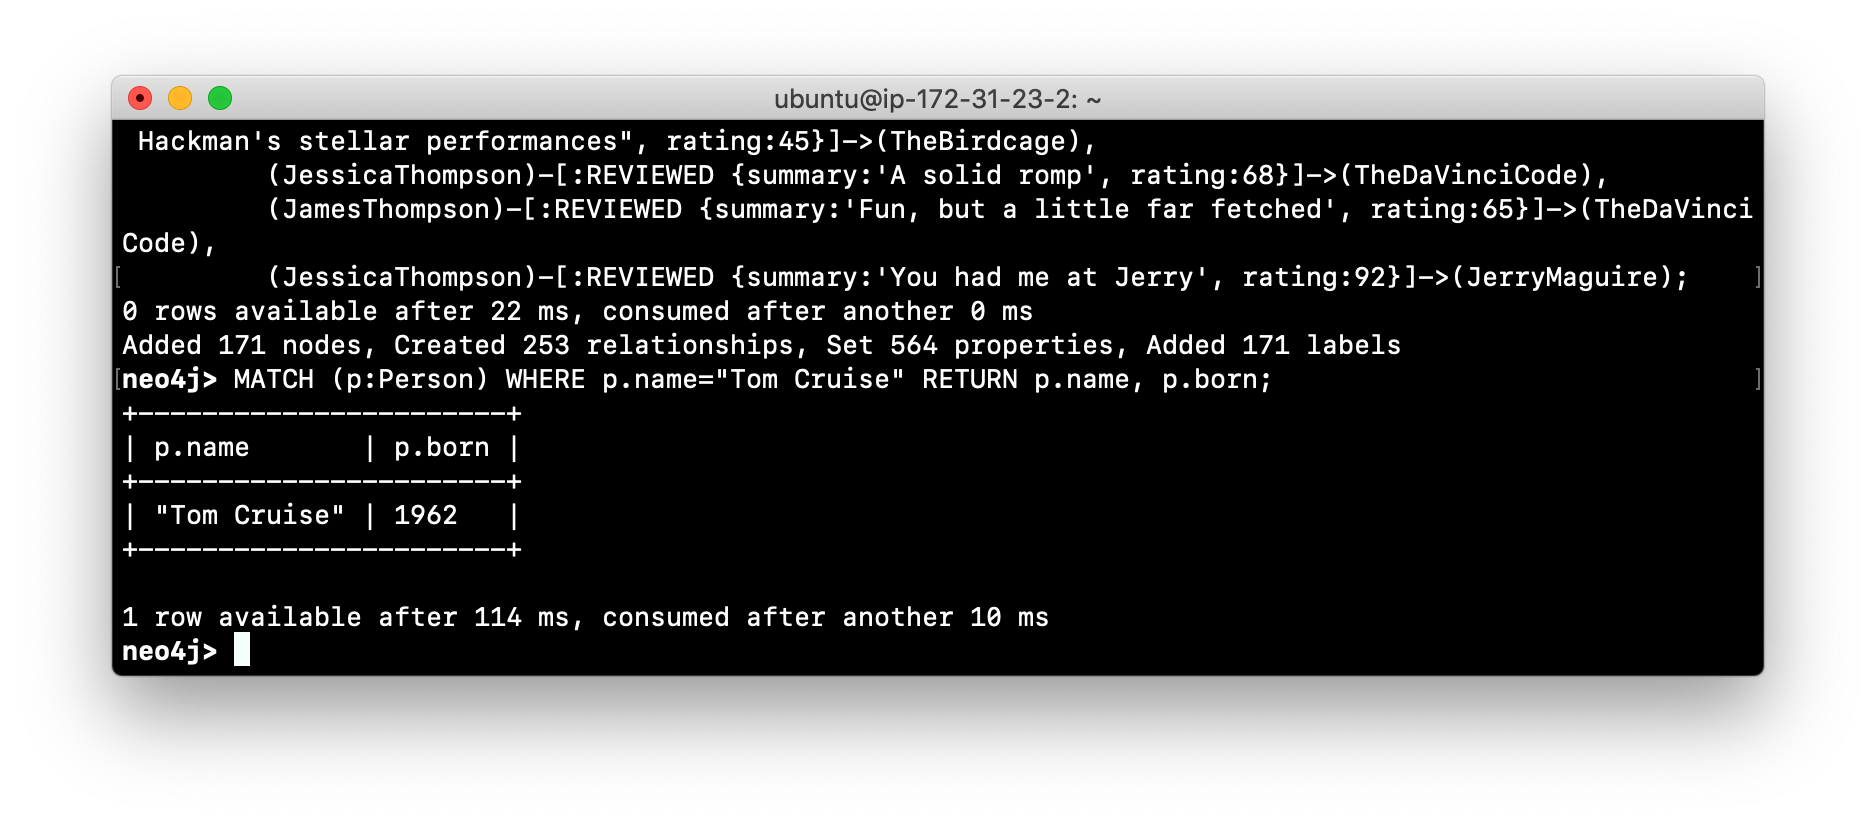 ubuntu@ip-172-31-23-2: ~
Hackman's stellar performances", rating:45}]->(TheBirdcage),
(JessicaThompson)-[:REVIEWED {summary:'A solid romp', rating:68}]->(TheDaVinciCode),
(JamesThompson)-[:REVIEWED {summary:'Fun, but a little far fetched', rating:65}]->(TheDaVinci
Code),
[ (JessicaThompson)-[:REVIEWED {summary:'You had me at Jerry', rating:92}]->(JerryMaguire); ]
0 rows available after 22 ms, consumed after another 0 ms
Added 171 nodes, Created 253 relationships, Set 564 properties, Added 171 labels
[neo4j> MATCH (p:Person) WHERE p.name="Tom Cruise" RETURN p.name, p.born; ]
+-----------------------+
| p.name       | p.born |
+-----------------------+
| "Tom Cruise" | 1962   |
+-----------------------+
1 row available after 114 ms, consumed after another 10 ms
neo4j>